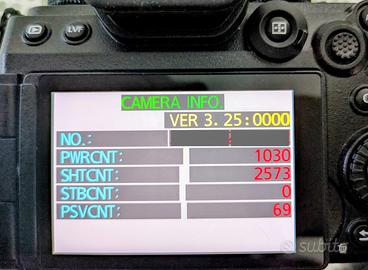 LVF
CAMERA INFO.
VER 3. 25:0000
NO.: :
PWRCNT: 1030
SHTCNT: 2573
STBCNT: 0
PSVCNT: 69
subito